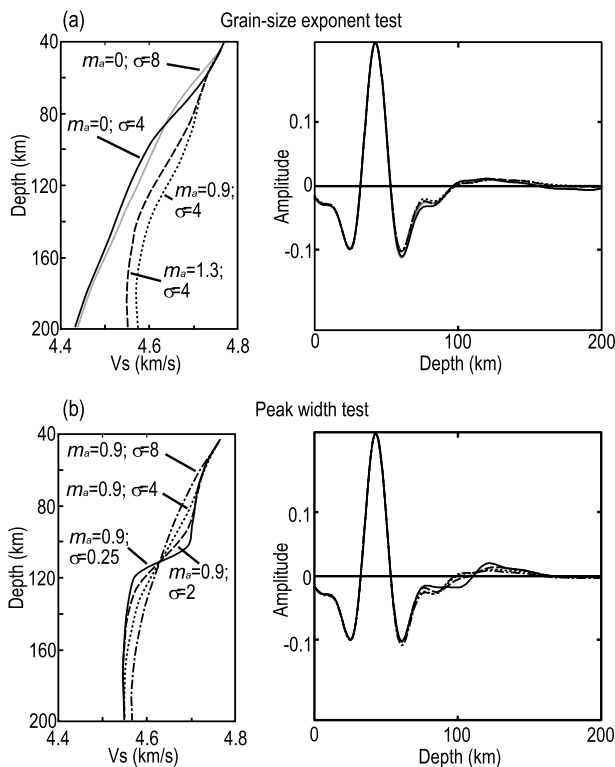 (a) Grain-size exponent test
40
80
120
160
200
Depth (km)
4.4 4.6 4.8
Vs (km/s)
mₐ=0; σ=8
mₐ=0; σ=4
mₐ=0.9;
σ=4
mₐ=1.3;
σ=4
0.1
0
-0.1
Amplitude
0 100 200
Depth (km)
(b) Peak width test
40
80
120
160
200
Depth (km)
4.4 4.6 4.8
Vs (km/s)
mₐ=0.9; σ=8
mₐ=0.9; σ=4
mₐ=0.9;
σ=0.25
mₐ=0.9;
σ=2
0.1
0
-0.1
Amplitude
0 100 200
Depth (km)